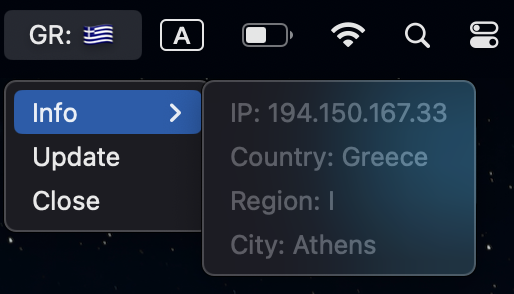 GR: 🇬🇷
A
Info
Update
Close
IP: 194.150.167.33
Country: Greece
Region: I
City: Athens